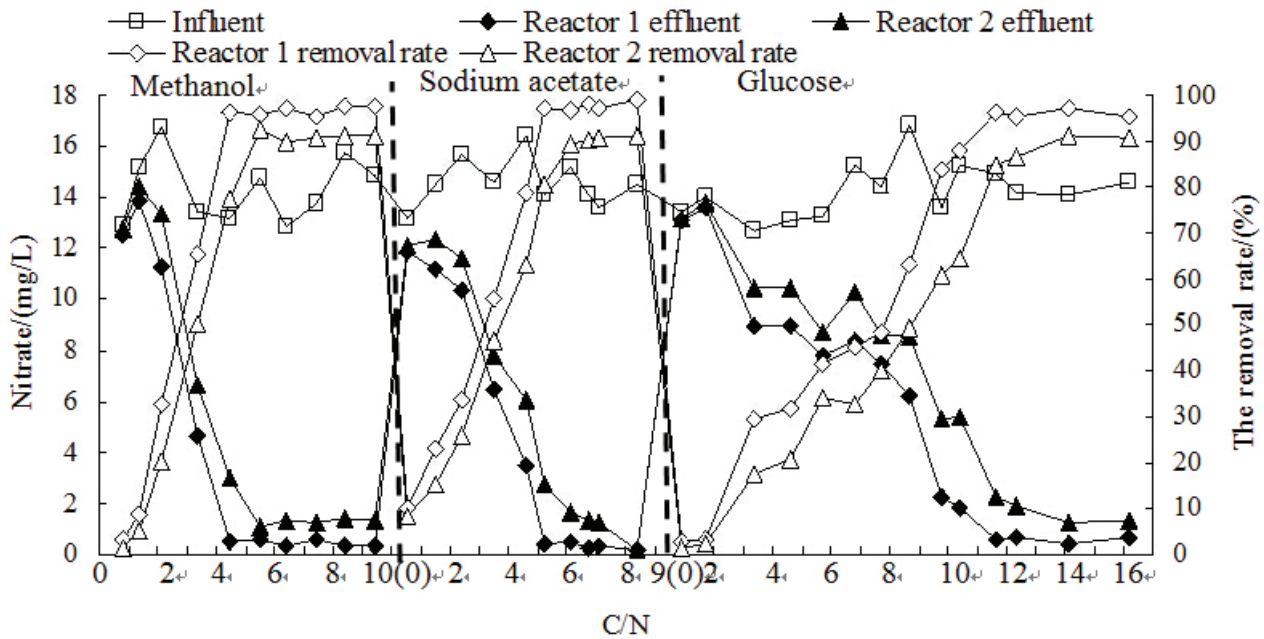 Influent Reactor 1 effluent Reactor 2 effluent
Reactor 1 removal rate Reactor 2 removal rate
Methanol Sodium acetate Glucose
18 100
16 90
14 80
12 70
10 60
8 50
6 40
4 30
2 20
0 10
0
Nitrate/(mg/L)
The removal rate/(%)
0 2 4 6 8 10(0) 2 4 6 8 9(0)2 4 6 8 10 12 14 16
C/N